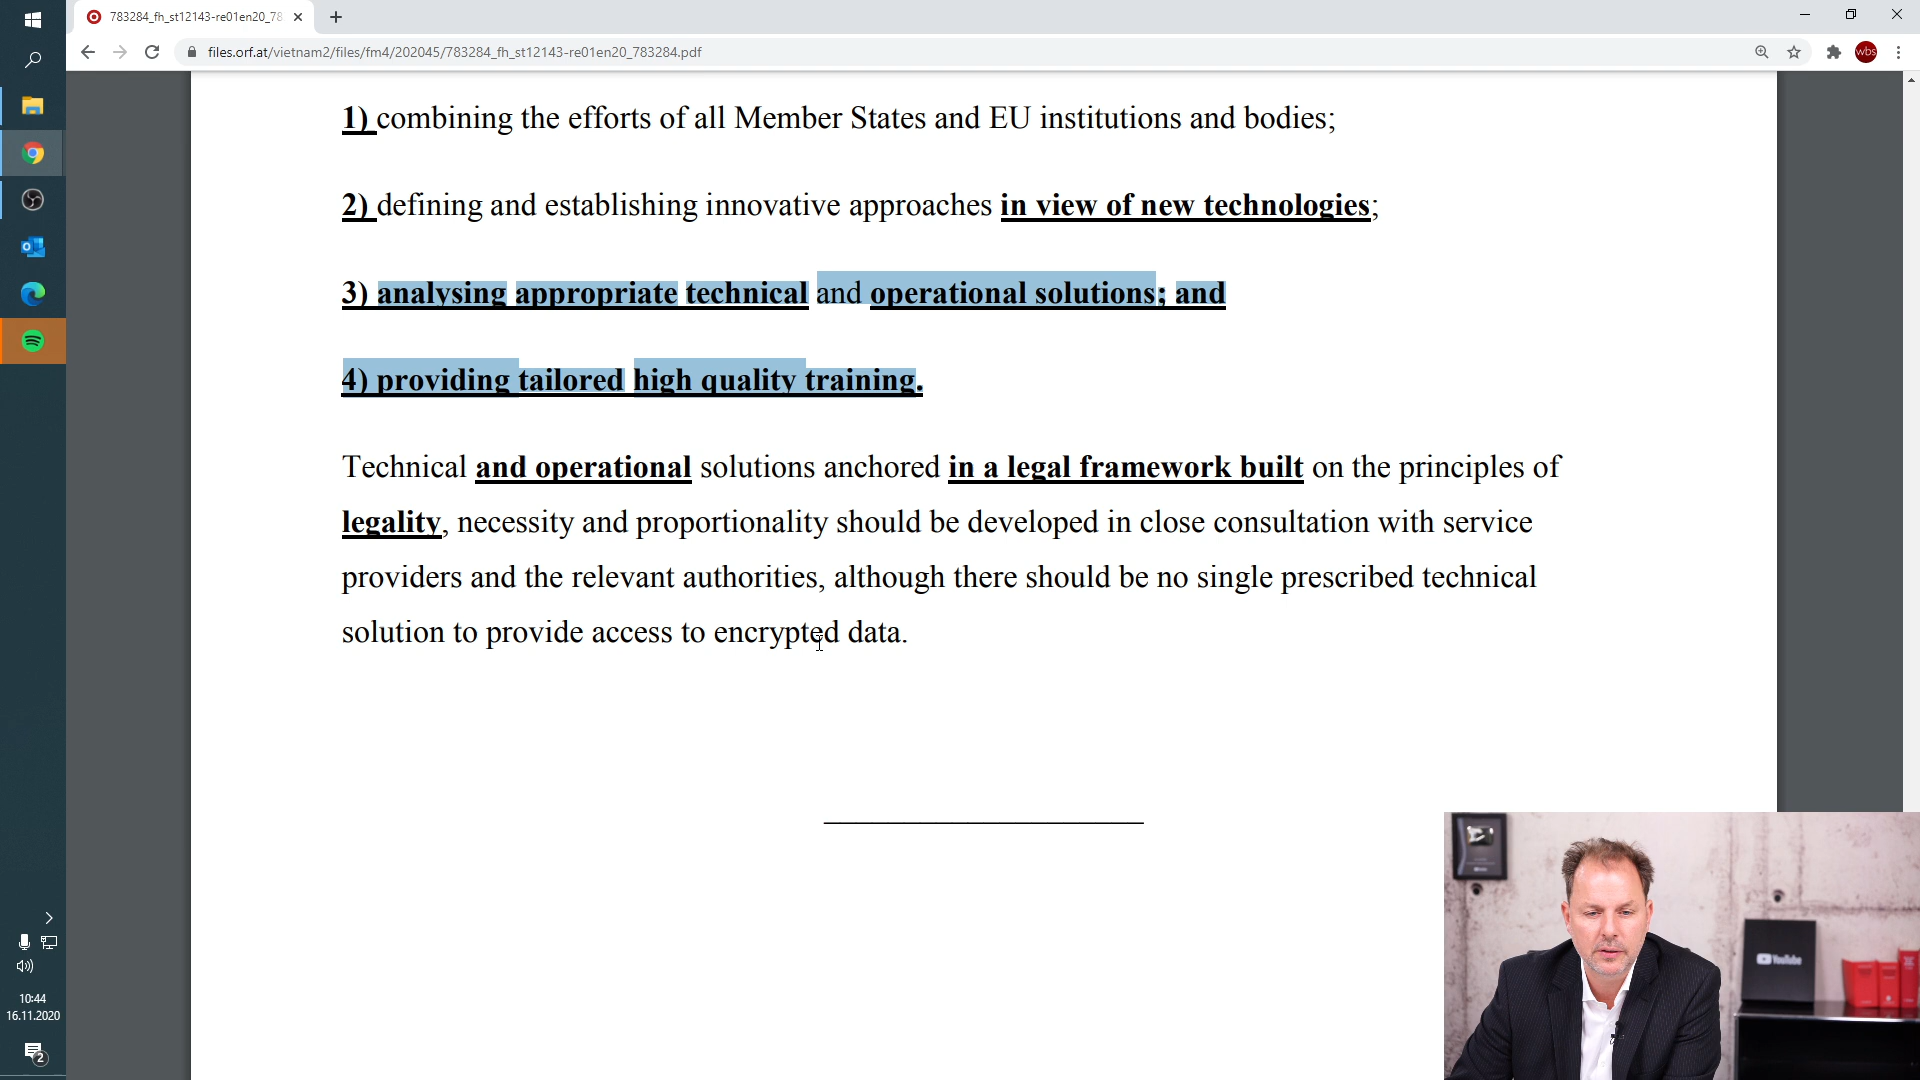 783284_fh_st12143-re01en20_78
files.orf.at/vietnam2/files/fm4/202045/783284_fh_st12143-re01en20_783284.pdf
wbs
1) combining the efforts of all Member States and EU institutions and bodies;
2) defining and establishing innovative approaches in view of new technologies;
3) analysing appropriate technical and operational solutions; and
4) providing tailored high quality training.
Technical and operational solutions anchored in a legal framework built on the principles of
legality, necessity and proportionality should be developed in close consultation with service
providers and the relevant authorities, although there should be no single prescribed technical
solution to provide access to encrypted data.
YouTube
10:44
16.11.2020
2